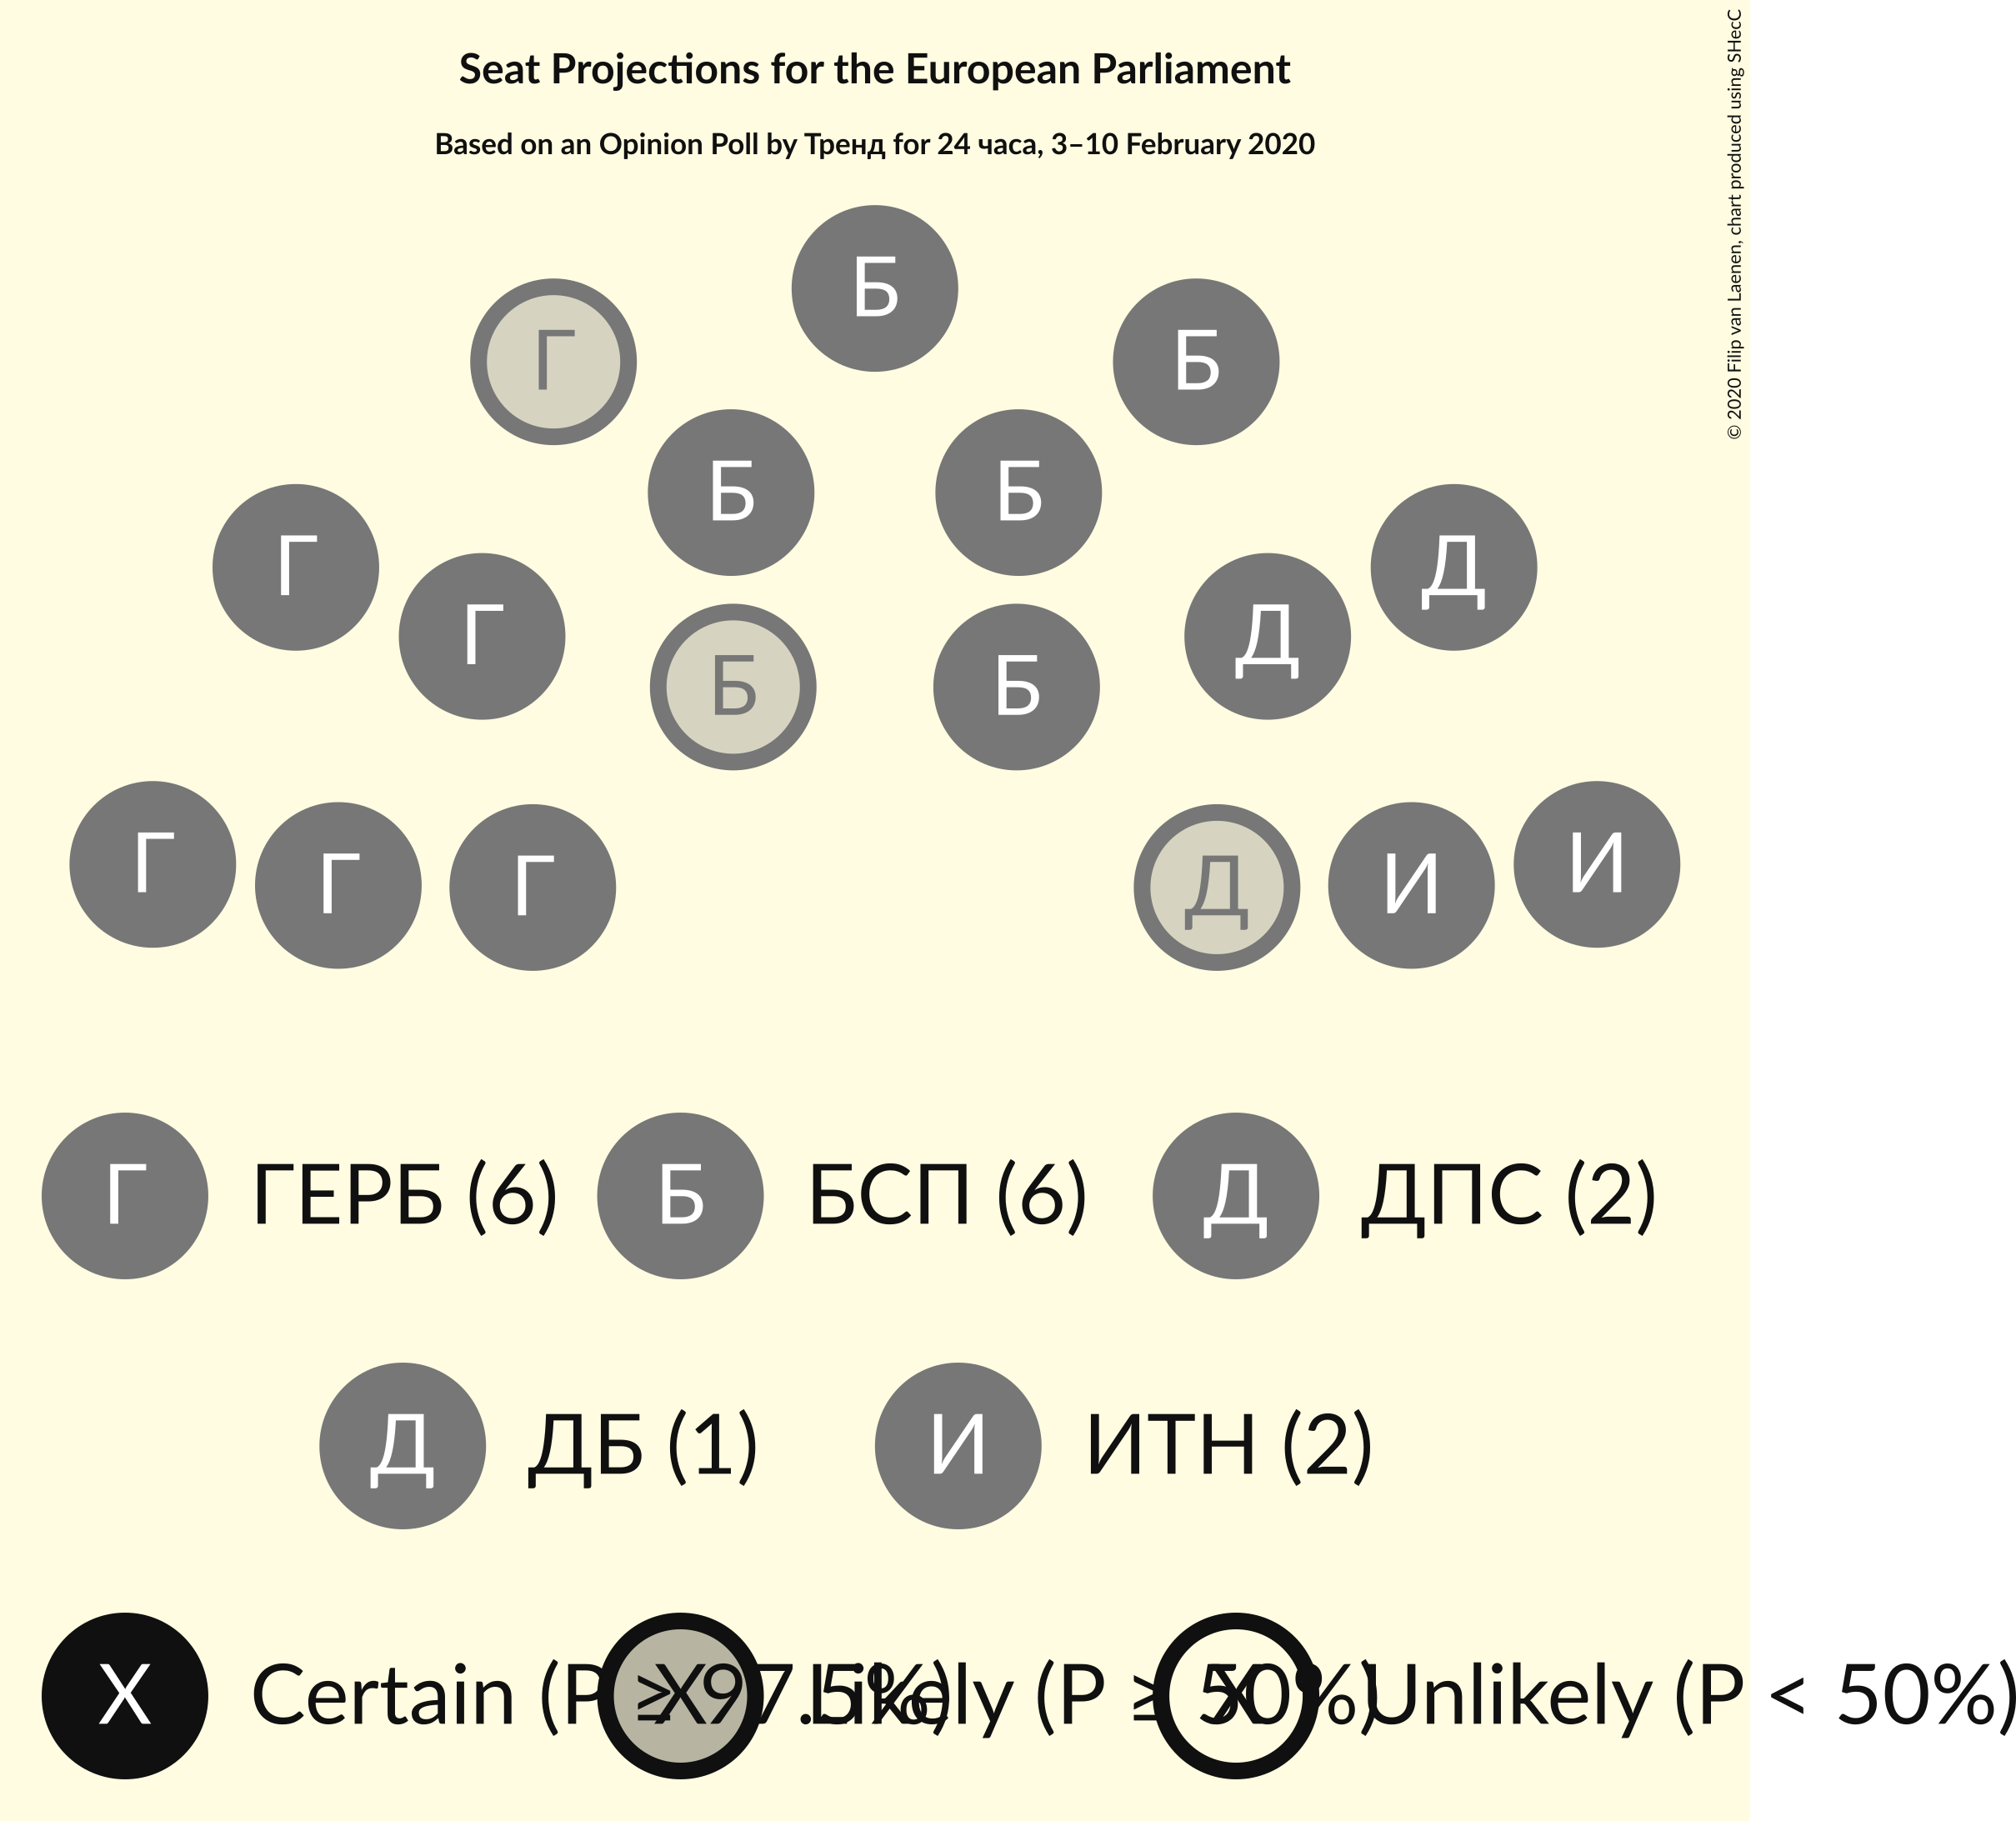 Seat Projections for the European Parliament
Based on an Opinion Poll by Тренд for 24 часа, 3–10 February 2020
© 2020 Filip van Laenen, chart produced using SHecC
Б
Г
Б
Б
Б
Г
Д
Г
Д
Б
Б
Г
Г
Г
Д
И
И
Г ГЕРБ (6) Б БСП (6) Д ДПС (2)
Д ДБ (1) И ИТН (2)
X Certain (P ≥ 97.5%) X Likely (P ≥ 50%) X Unlikely (P < 50%)